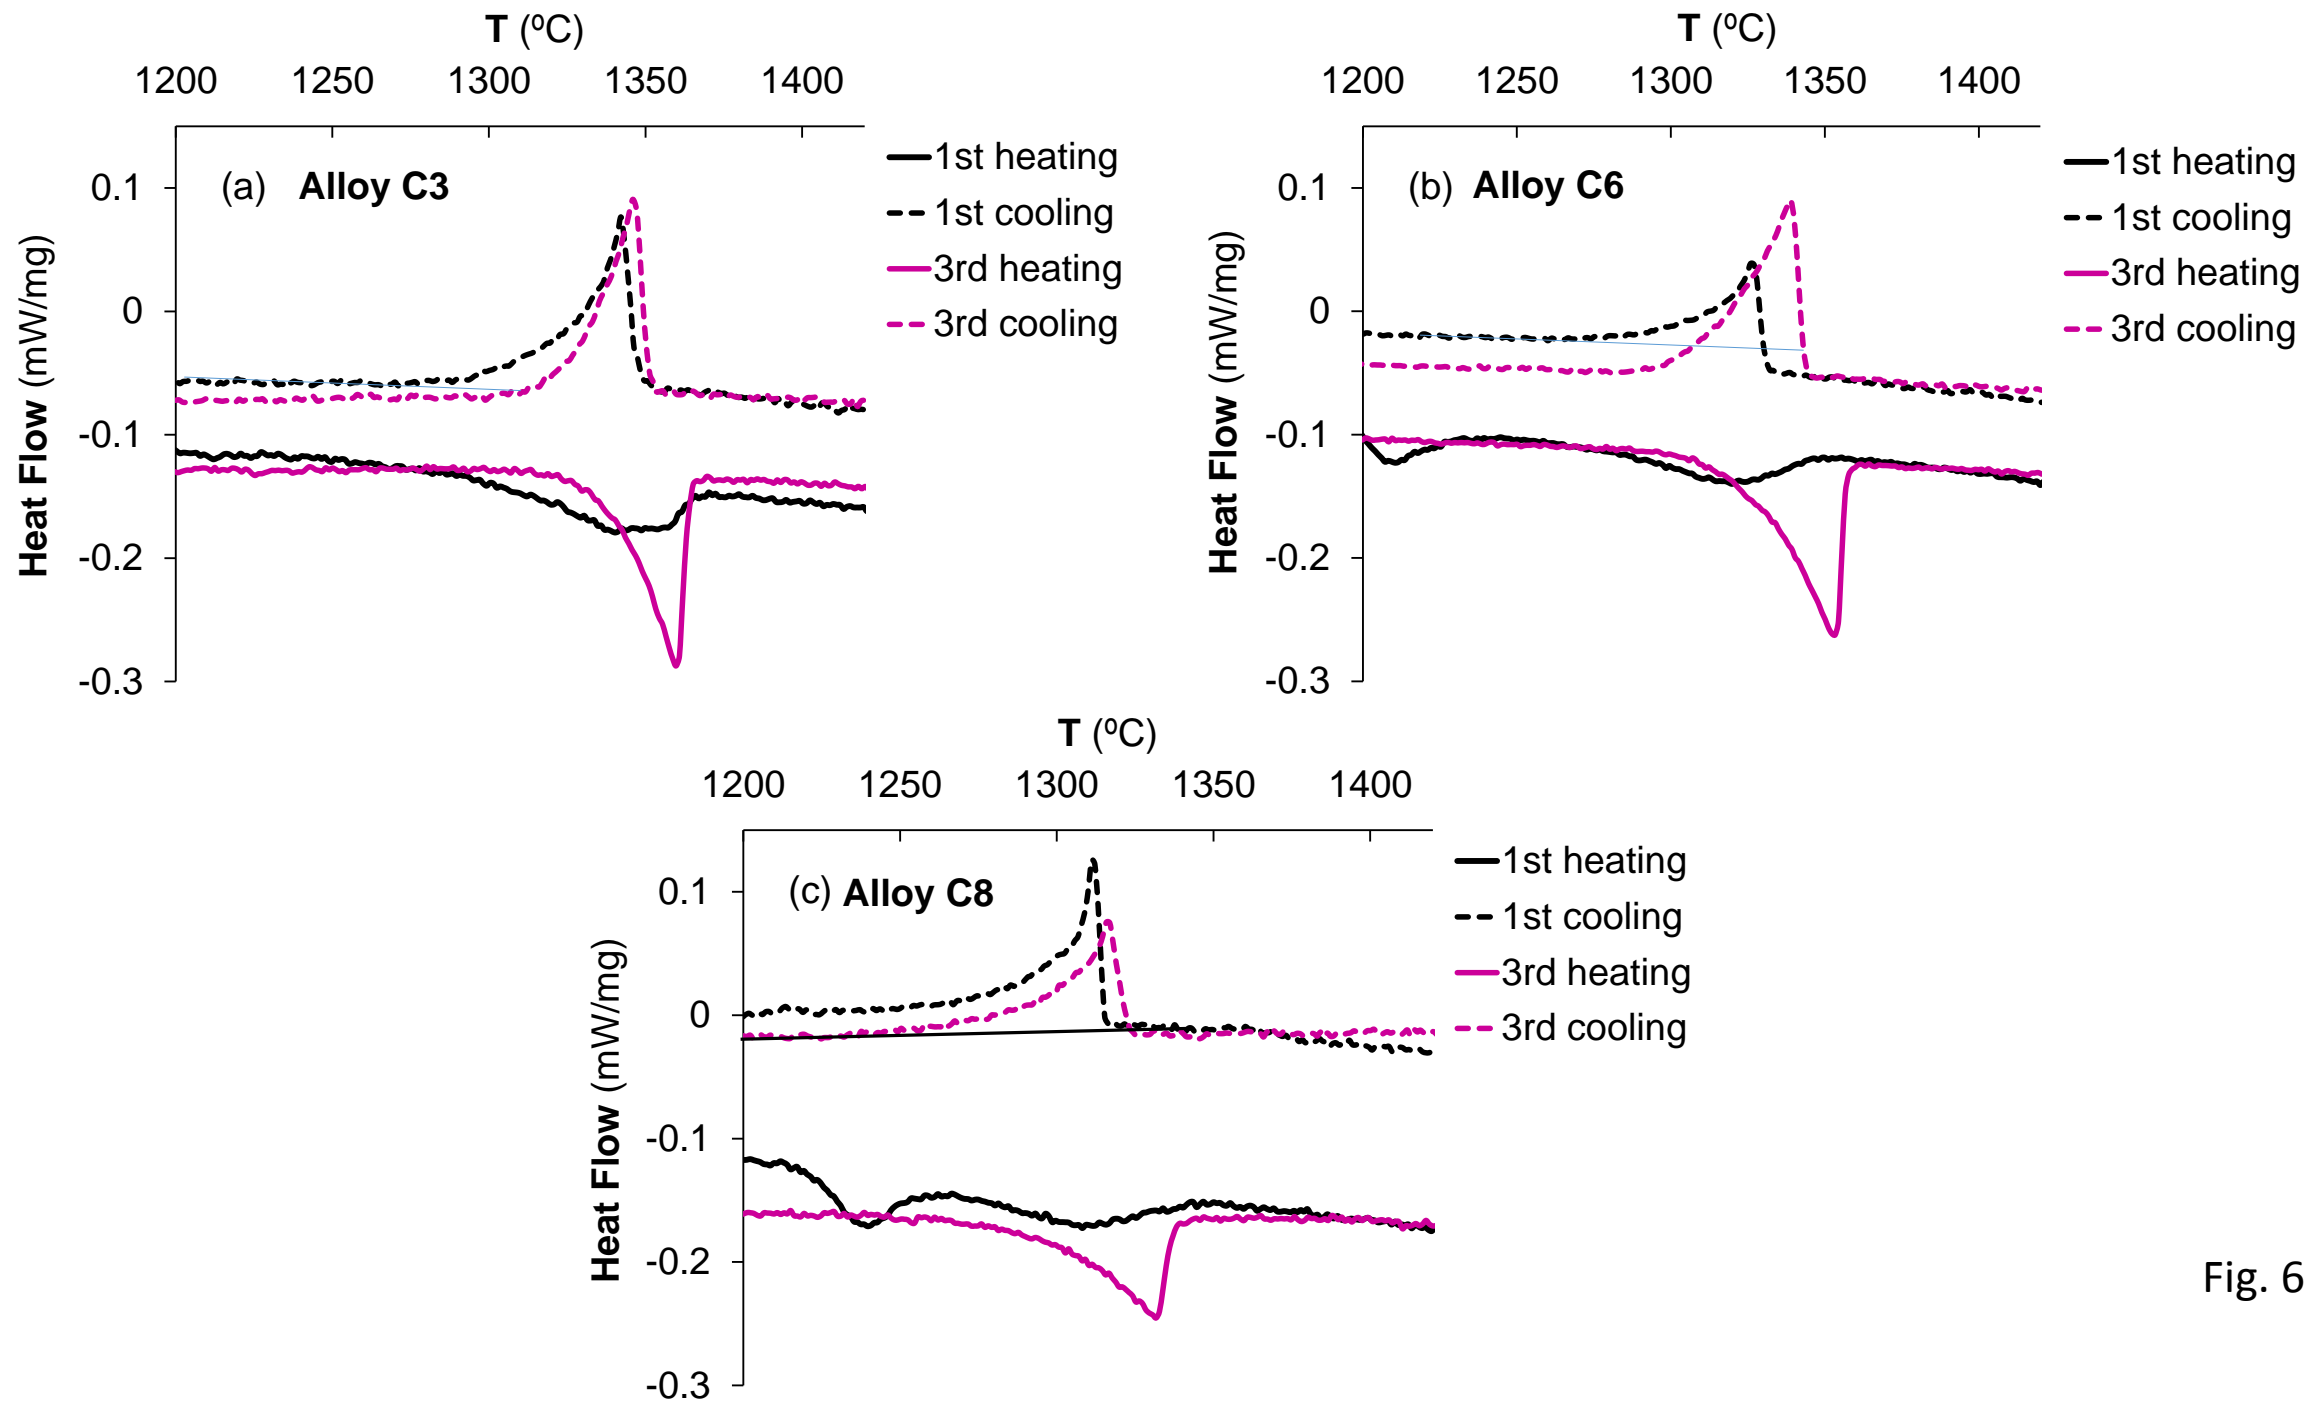 T (ºC)
1200 1250 1300 1350 1400
(a) Alloy C3
0.1
0
-0.1
-0.2
-0.3
Heat Flow (mW/mg)
1st heating
1st cooling
3rd heating
3rd cooling
T (ºC)
1200 1250 1300 1350 1400
(b) Alloy C6
0.1
0
-0.1
-0.2
-0.3
Heat Flow (mW/mg)
1st heating
1st cooling
3rd heating
3rd cooling
T (ºC)
1200 1250 1300 1350 1400
(c) Alloy C8
0.1
0
-0.1
-0.2
-0.3
Heat Flow (mW/mg)
1st heating
1st cooling
3rd heating
3rd cooling
Fig. 6